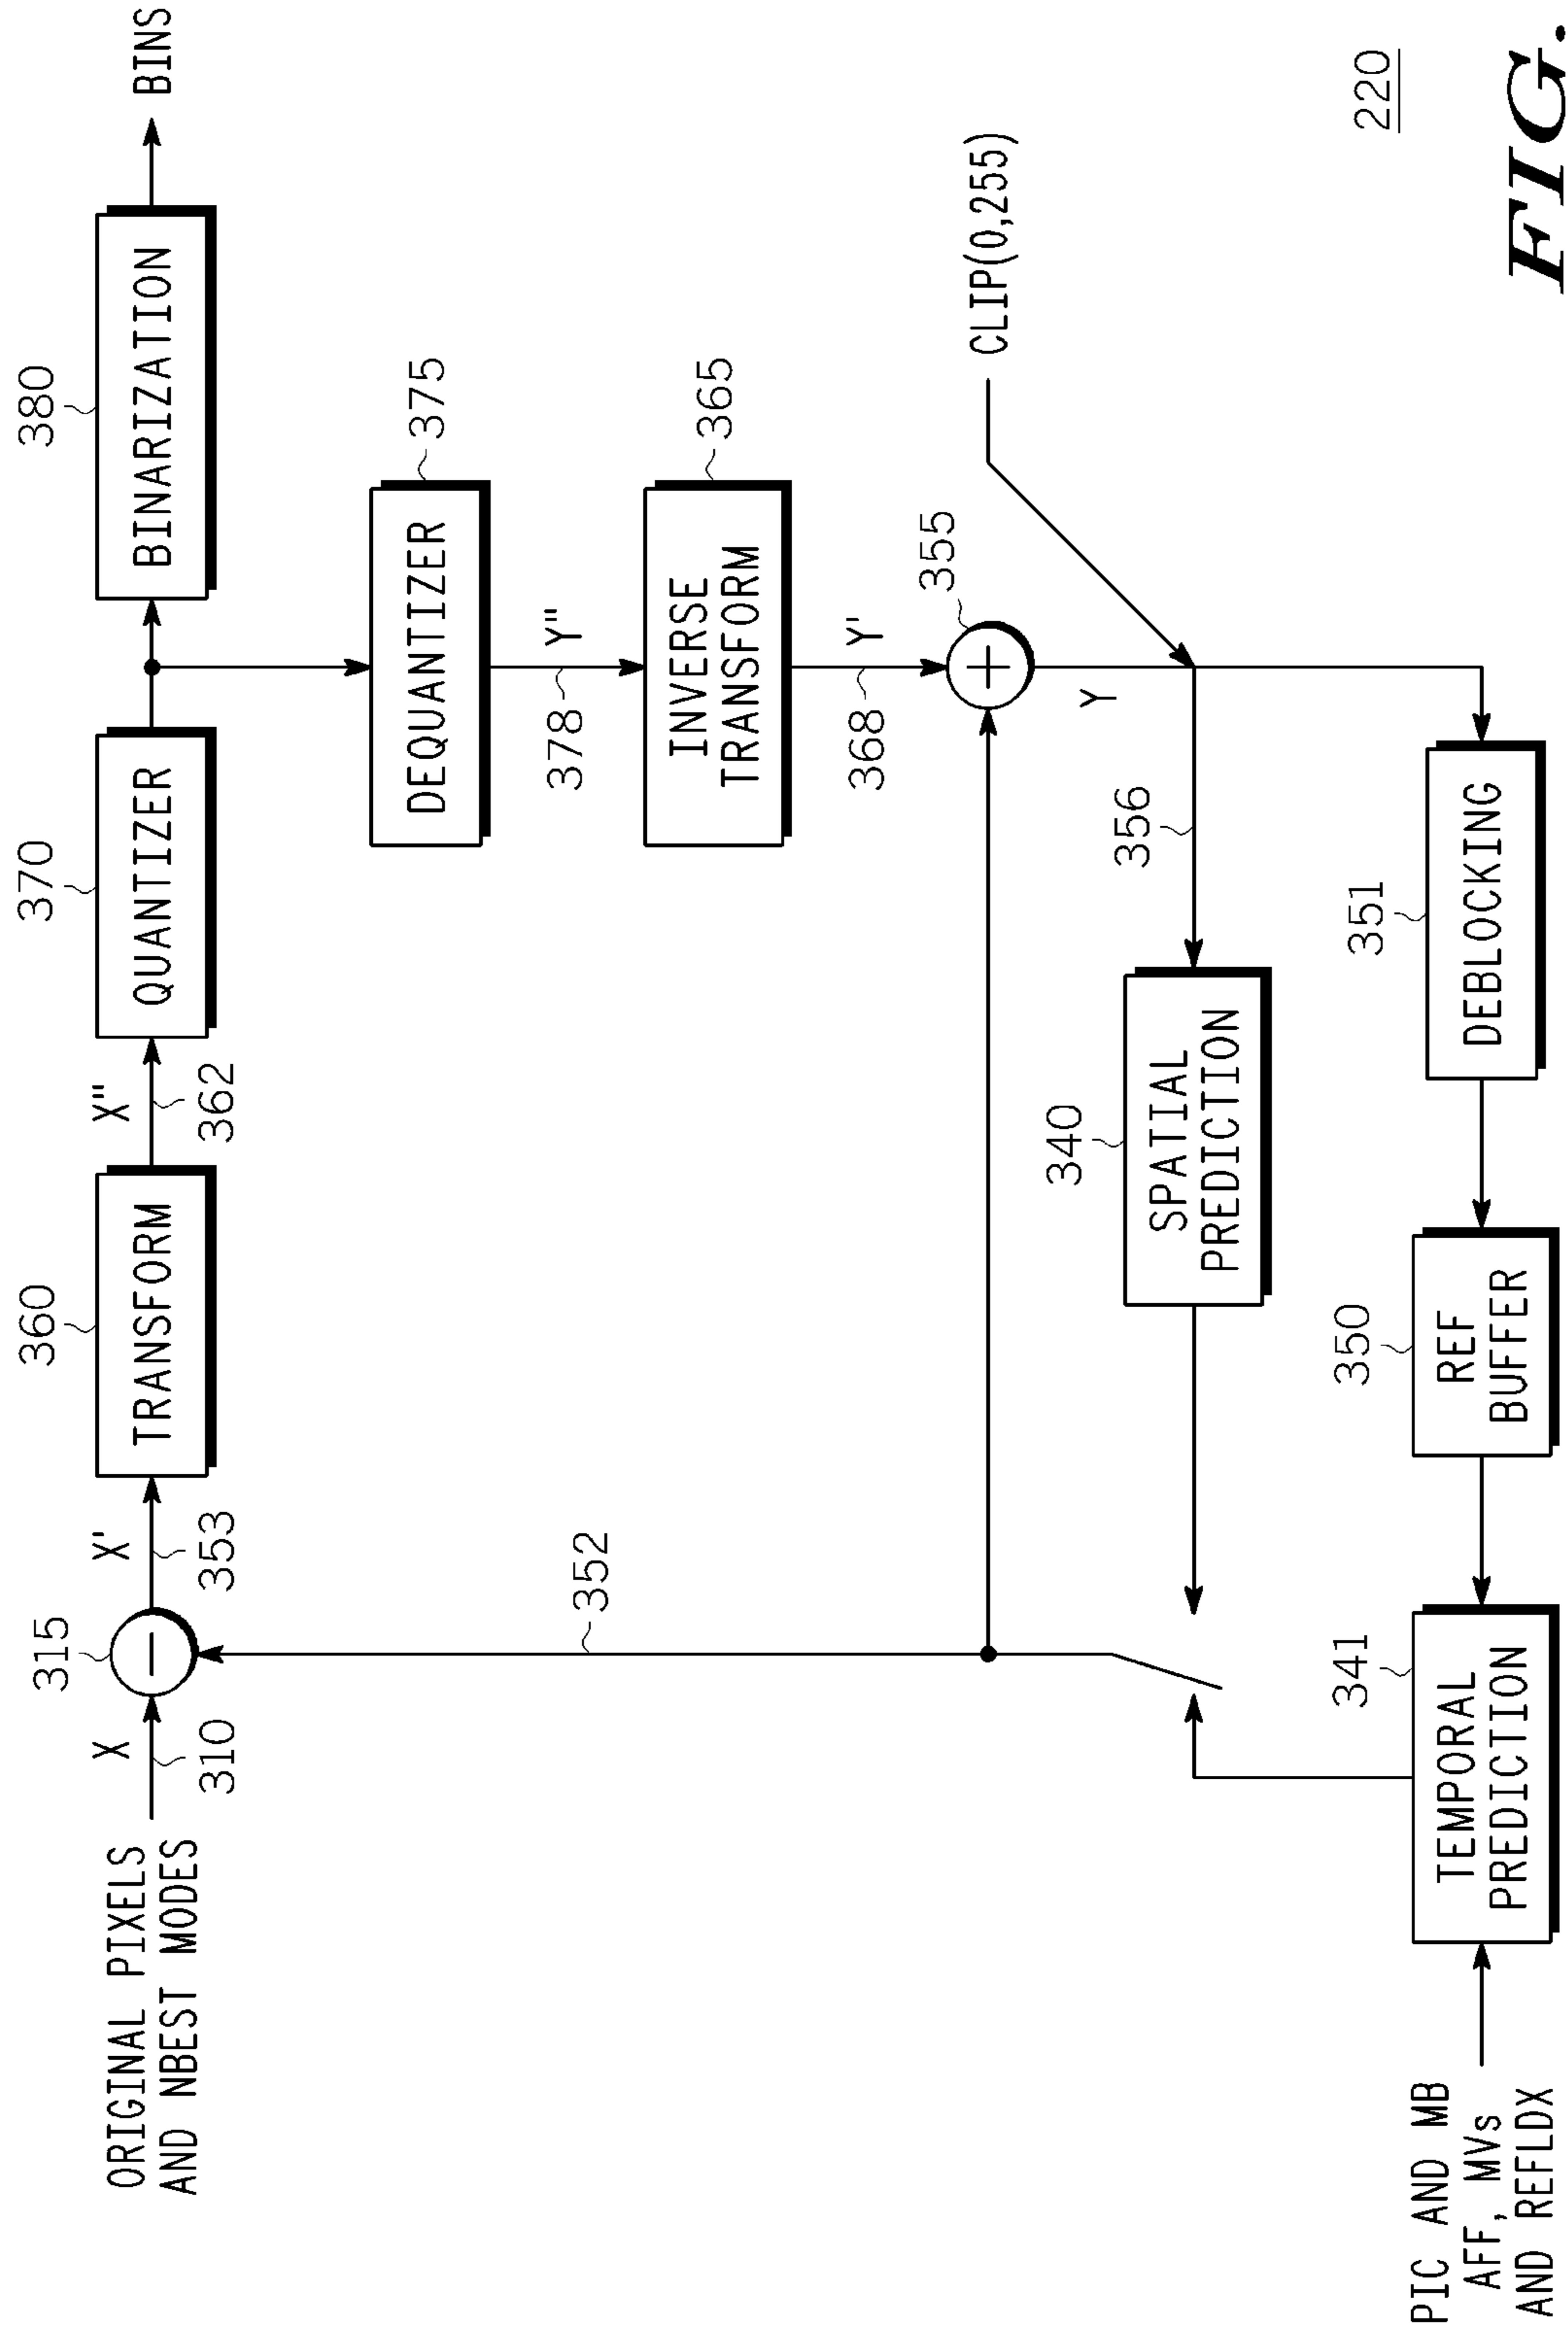 380
370
360
315
ORIGINAL PIXELS
AND NBEST MODES
X
310
X'
353
TRANSFORM
X"
362
QUANTIZER
BINARIZATION
BINS
DEQUANTIZER
375
378
Y"
INVERSE
TRANSFORM
365
368
Y'
352
355
CLIP(0,255)
Y
356
340
SPATIAL
PREDICTION
341
350
351
TEMPORAL
PREDICTION
REF
BUFFER
DEBLOCKING
PIC AND MB
AFF, MVs
AND REFLDX
220
FIG.